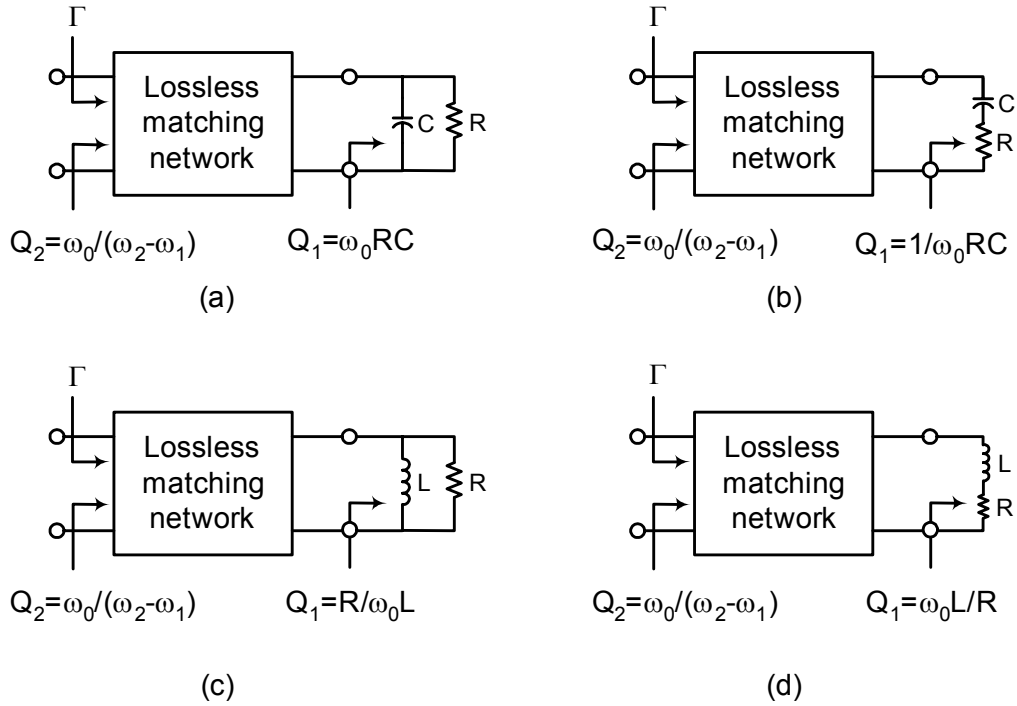 Γ Γ
Lossless matching network C R
Lossless matching network C R
Q₂=ω₀/(ω₂-ω₁) Q₁=ω₀RC
Q₂=ω₀/(ω₂-ω₁) Q₁=1/ω₀RC
(a) (b)
Γ Γ
Lossless matching network L R
Lossless matching network L R
Q₂=ω₀/(ω₂-ω₁) Q₁=R/ω₀L
Q₂=ω₀/(ω₂-ω₁) Q₁=ω₀L/R
(c) (d)